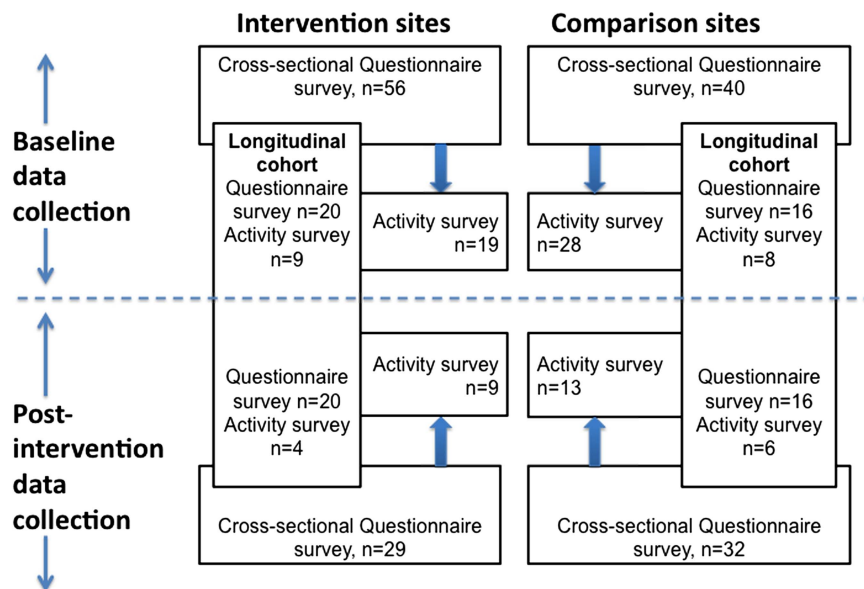 Intervention sites
Comparison sites
Cross-sectional Questionnaire
survey, n=56
Cross-sectional Questionnaire
survey, n=40
Baseline
data
collection
Longitudinal
cohort
Questionnaire
survey n=20
Activity survey
n=9
Activity survey
n=19
Activity survey
n=28
Longitudinal
cohort
Questionnaire
survey n=16
Activity survey
n=8
Post-
intervention
data
collection
Questionnaire
survey n=20
Activity survey
n=4
Activity survey
n=9
Activity survey
n=13
Questionnaire
survey n=16
Activity survey
n=6
Cross-sectional Questionnaire
survey, n=29
Cross-sectional Questionnaire
survey, n=32